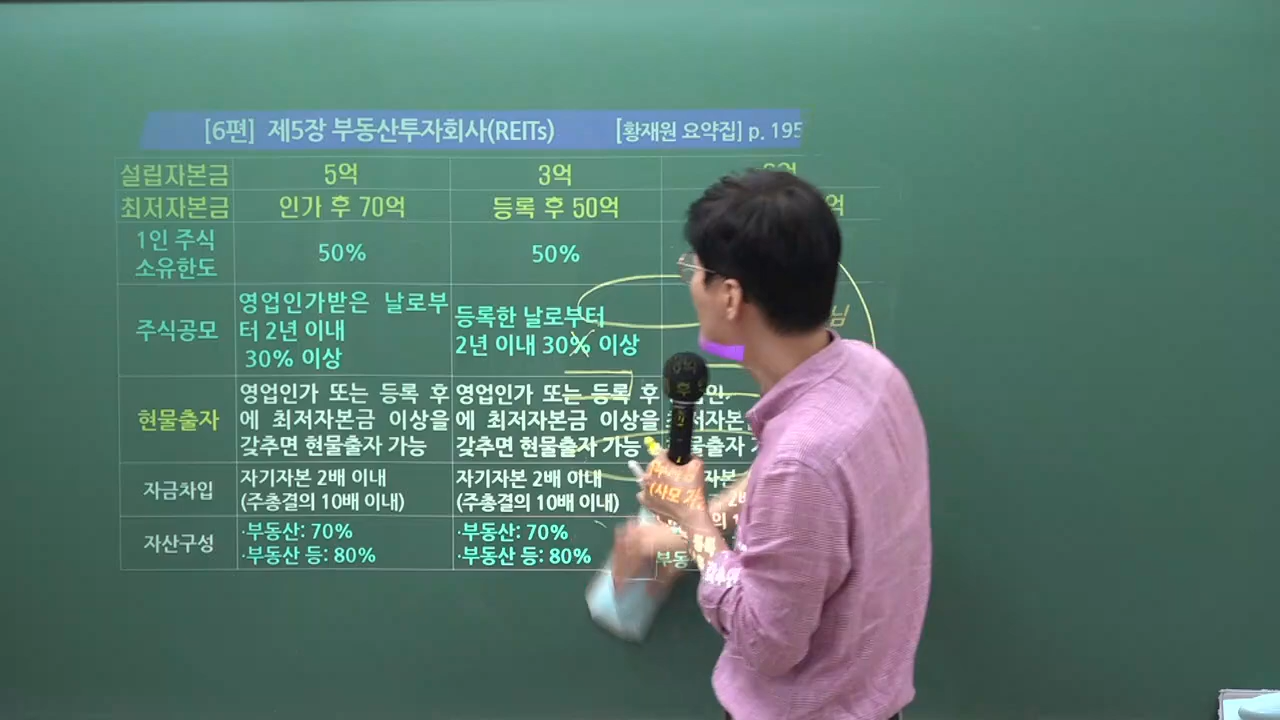 [6편] 제5장 부동산투자회사(REITs) [황재원 요약집] p. 195
설립자본금 5억 3억
최저자본금 인가 후 70억 등록 후 50억 억
1인 주식
소유한도
50% 50%
주식공모
영업인가받은 날로부
터 2년 이내
30% 이상
등록한 날로부터
2년 이내 30% 이상
님
현물출자
영업인가 또는 등록 후
에 최저자본금 이상을
갖추면 현물출자 가능
영업인가 또는 등록 후
에 최저자본금 이상을
갖추면 현물출자 가능
자금차입
자기자본 2배 이내
(주총결의 10배 이내)
자기자본 2배 이내
(주총결의 10배 이내)
자산구성
·부동산: 70%
·부동산 등: 80%
·부동산: 70%
·부동산 등: 80%